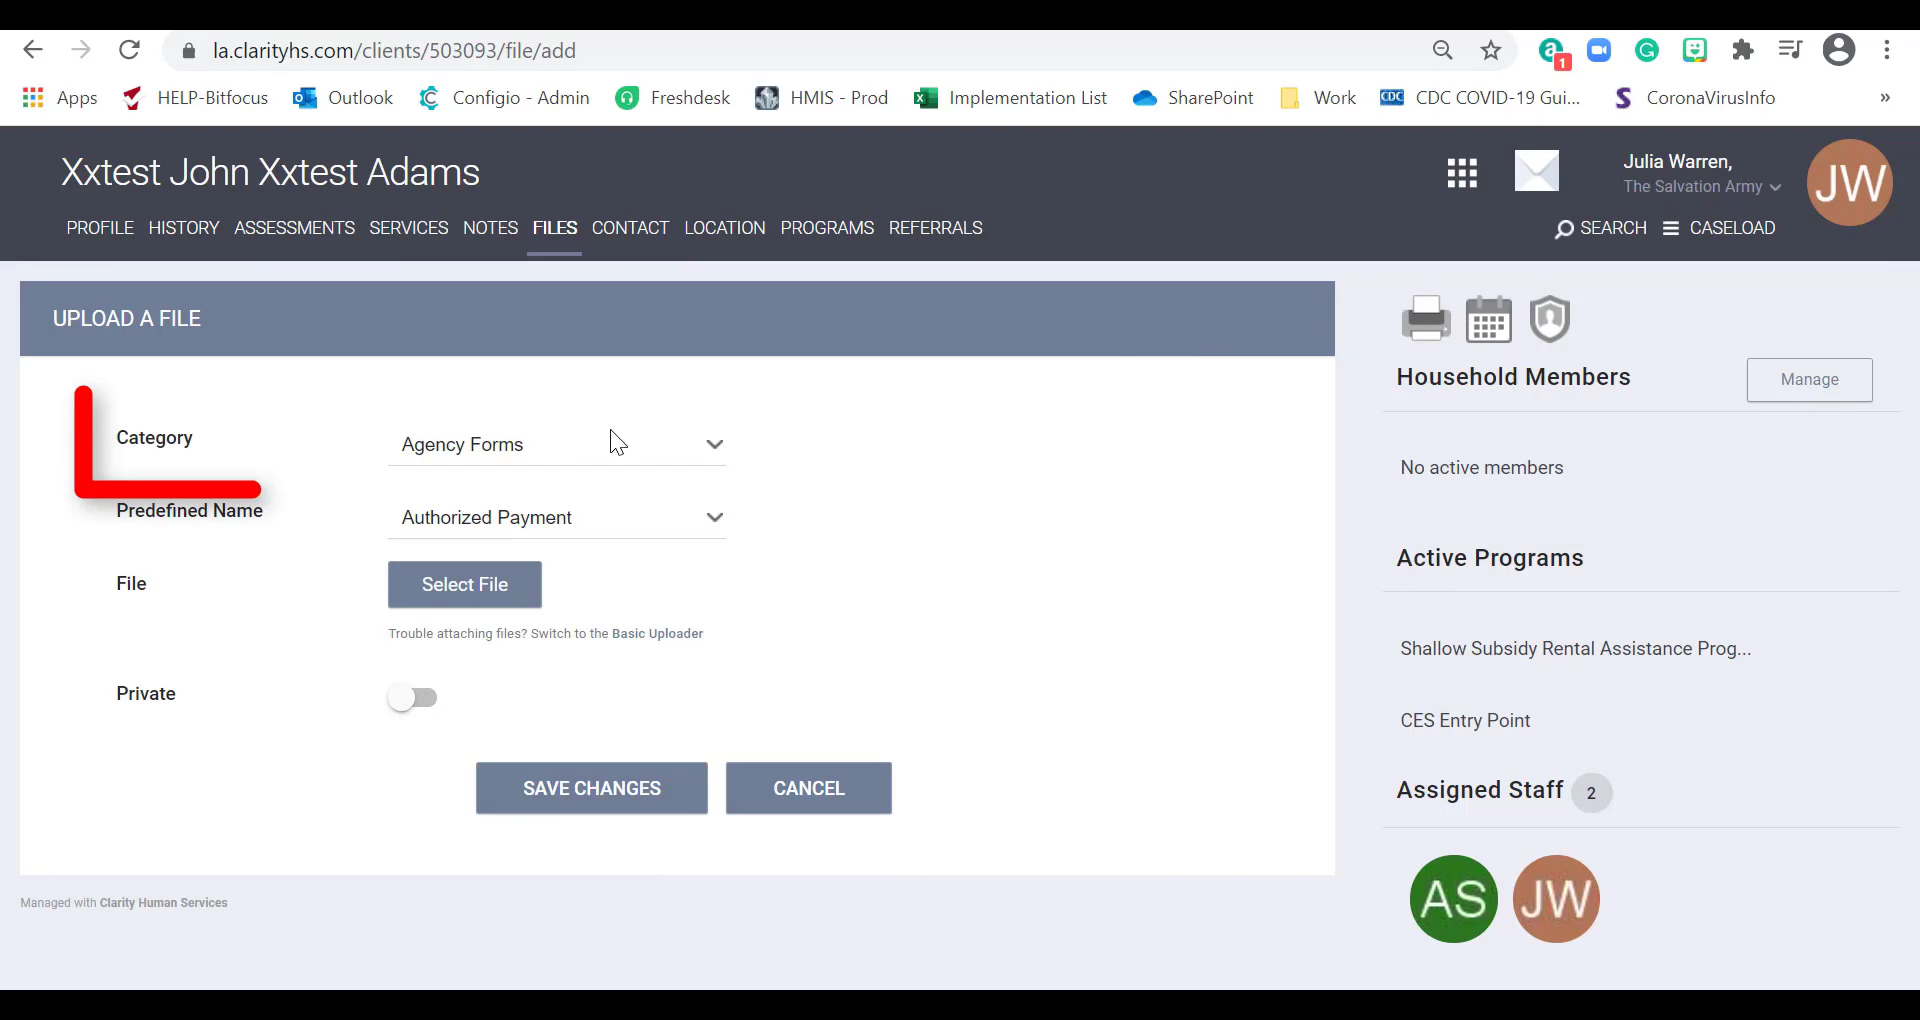 la.clarityhs.com/clients/503093/file/add
1
Apps HELP-Bitfocus Outlook Configio - Admin Freshdesk HMIS - Prod Implementation List SharePoint Work CDC CDC COVID-19 Gui... S CoronaVirusInfo »
Xxtest John Xxtest Adams
Julia Warren,
The Salvation Army
JW
PROFILE HISTORY ASSESSMENTS SERVICES NOTES FILES CONTACT LOCATION PROGRAMS REFERRALS
SEARCH CASELOAD
UPLOAD A FILE
Category Agency Forms
Predefined Name Authorized Payment
File Select File
Trouble attaching files? Switch to the Basic Uploader
Private
SAVE CHANGES CANCEL
Household Members Manage
No active members
Active Programs
Shallow Subsidy Rental Assistance Prog...
CES Entry Point
Assigned Staff 2
AS JW
Managed with Clarity Human Services